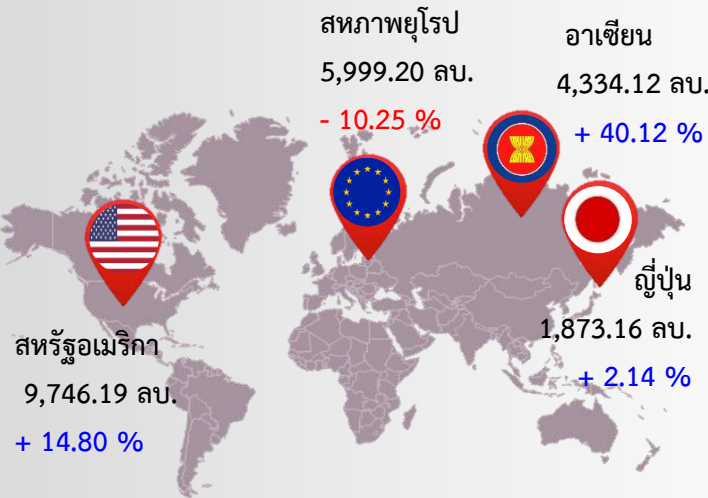 สหภาพยุโรป
5,999.20 ลบ.
- 10.25 %
อาเซียน
4,334.12 ลบ.
+ 40.12 %
ญี่ปุ่น
1,873.16 ลบ.
+ 2.14 %
สหรัฐอเมริกา
9,746.19 ลบ.
+ 14.80 %